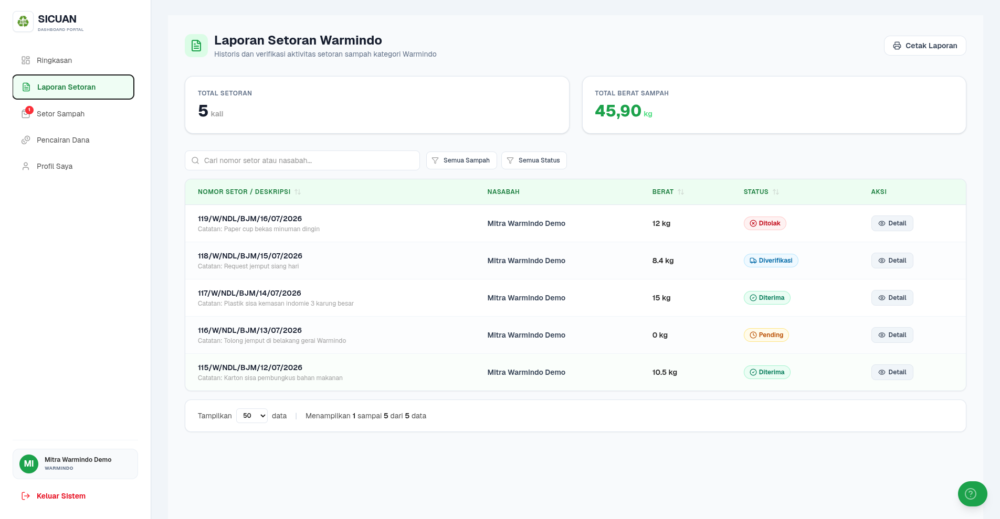 SICUAN
DASHBOARD PORTAL
Ringkasan
Laporan Setoran
1
Setor Sampah
Pencairan Dana
Profil Saya
Mitra Warmindo Demo
WARMINDO
MI
Keluar Sistem
Laporan Setoran Warmindo
Historis dan verifikasi aktivitas setoran sampah kategori Warmindo
Cetak Laporan
TOTAL SETORAN
5 kali
TOTAL BERAT SAMPAH
45,90 kg
Cari nomor setor atau nasabah...
Semua Sampah
Semua Status
NOMOR SETOR / DESKRIPSI NASABAH BERAT STATUS AKSI
119/W/NDL/BJM/16/07/2026
Catatan: Paper cup bekas minuman dingin
Mitra Warmindo Demo 12 kg Ditolak Detail
118/W/NDL/BJM/15/07/2026
Catatan: Request jemput siang hari
Mitra Warmindo Demo 8.4 kg Diverifikasi Detail
117/W/NDL/BJM/14/07/2026
Catatan: Plastik sisa kemasan indomie 3 karung besar
Mitra Warmindo Demo 15 kg Diterima Detail
116/W/NDL/BJM/13/07/2026
Catatan: Tolong jemput di belakang gerai Warmindo
Mitra Warmindo Demo 0 kg Pending Detail
115/W/NDL/BJM/12/07/2026
Catatan: Karton sisa pembungkus bahan makanan
Mitra Warmindo Demo 10.5 kg Diterima Detail
Tampilkan 50 data | Menampilkan 1 sampai 5 dari 5 data